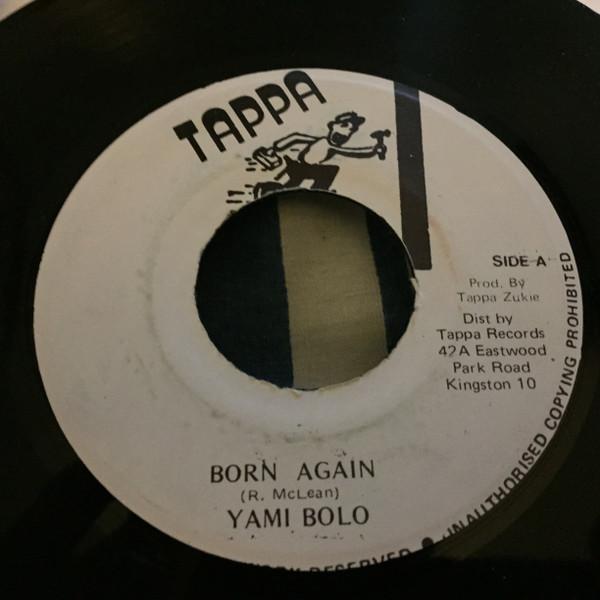 TAPPA
SIDE A
Prod. By
Tappa Zukie
Dist by
Tappa Records
42A Eastwood
Park Road
Kingston 10
BORN AGAIN
(R. McLean)
YAMI BOLO
RESERVED ● UNAUTHORISED COPYING PROHIBITED